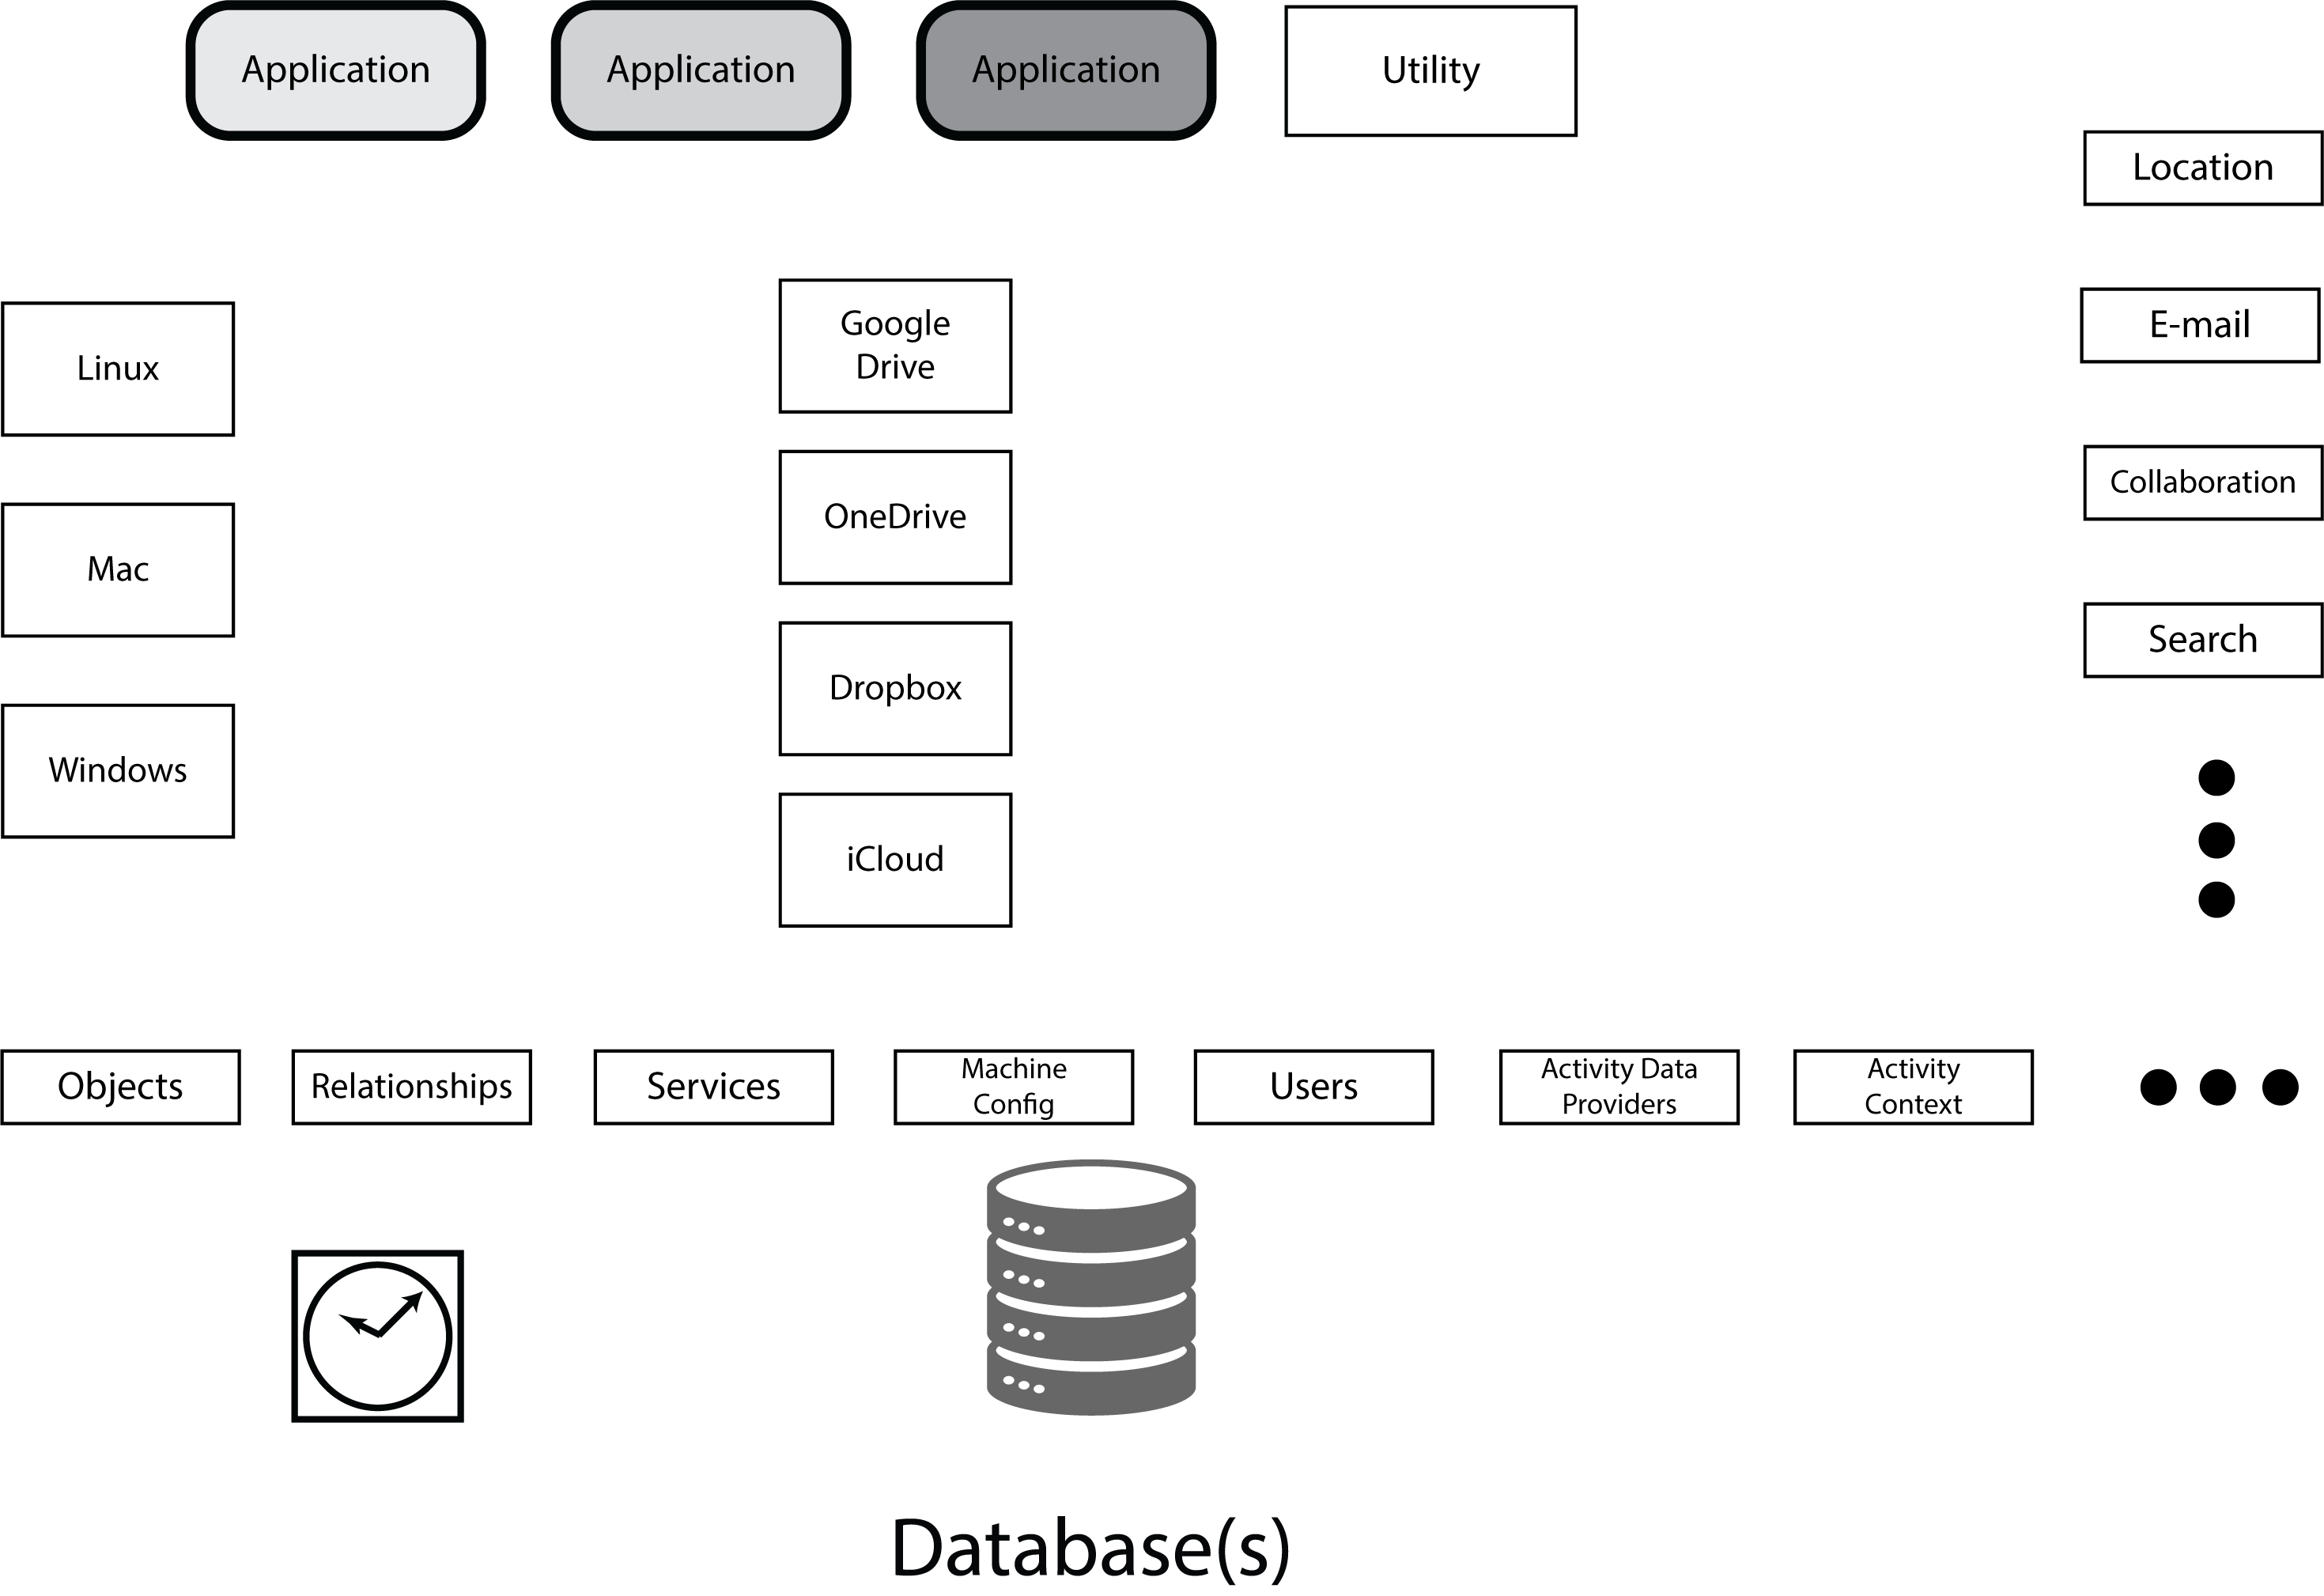 Application
Application
Application
Utility
Location
Linux
Mac
Windows
Google
Drive
OneDrive
Dropbox
iCloud
E-mail
Collaboration
Search
Objects
Relationships
Services
Machine
Config
Users
Activity Data
Providers
Activity
Context
Database(s)